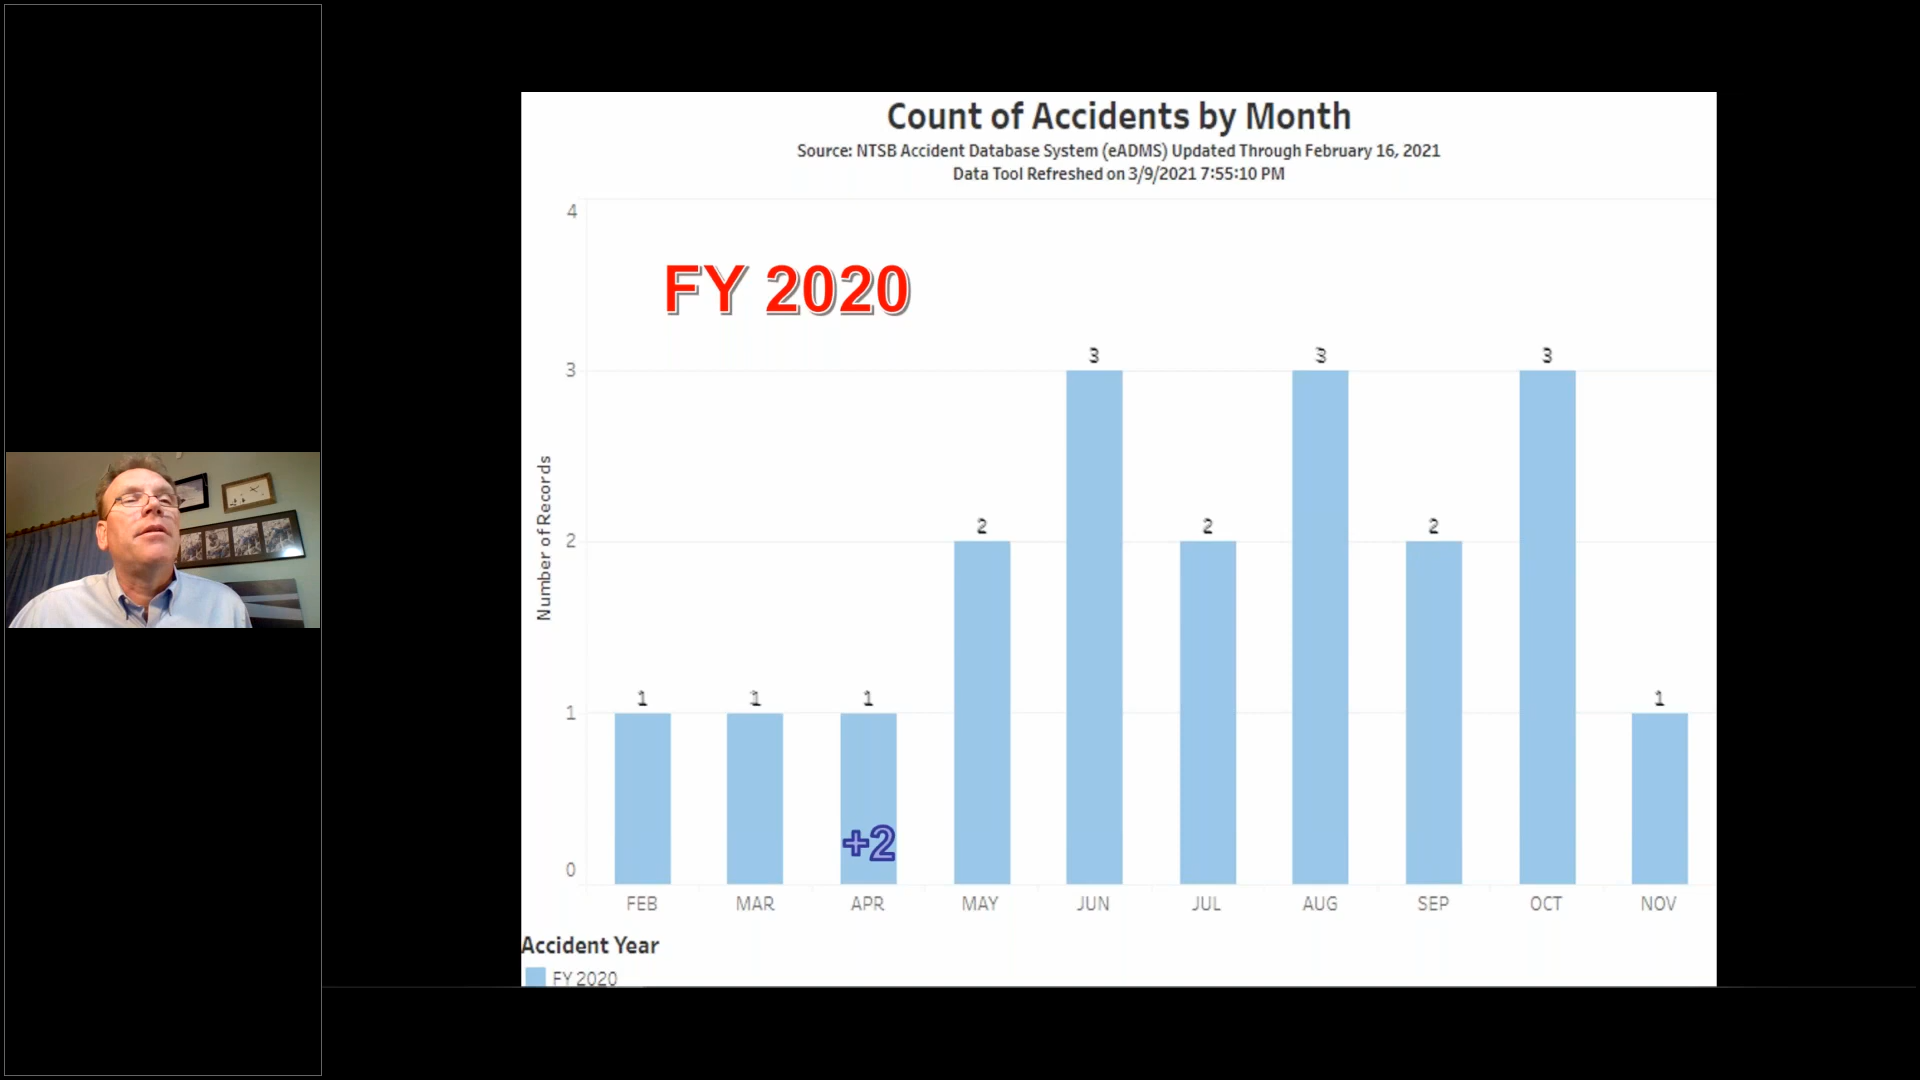 Count of Accidents by Month
Source: NTSB Accident Database System (eADMS) Updated Through February 16, 2021
Data Tool Refreshed on 3/9/2021 7:55:10 PM
FY 2020
Number of Records
4
3
2
1
0
1
1
1
2
3
2
3
2
3
1
+2
FEB
MAR
APR
MAY
JUN
JUL
AUG
SEP
OCT
NOV
Accident Year
FY 2020